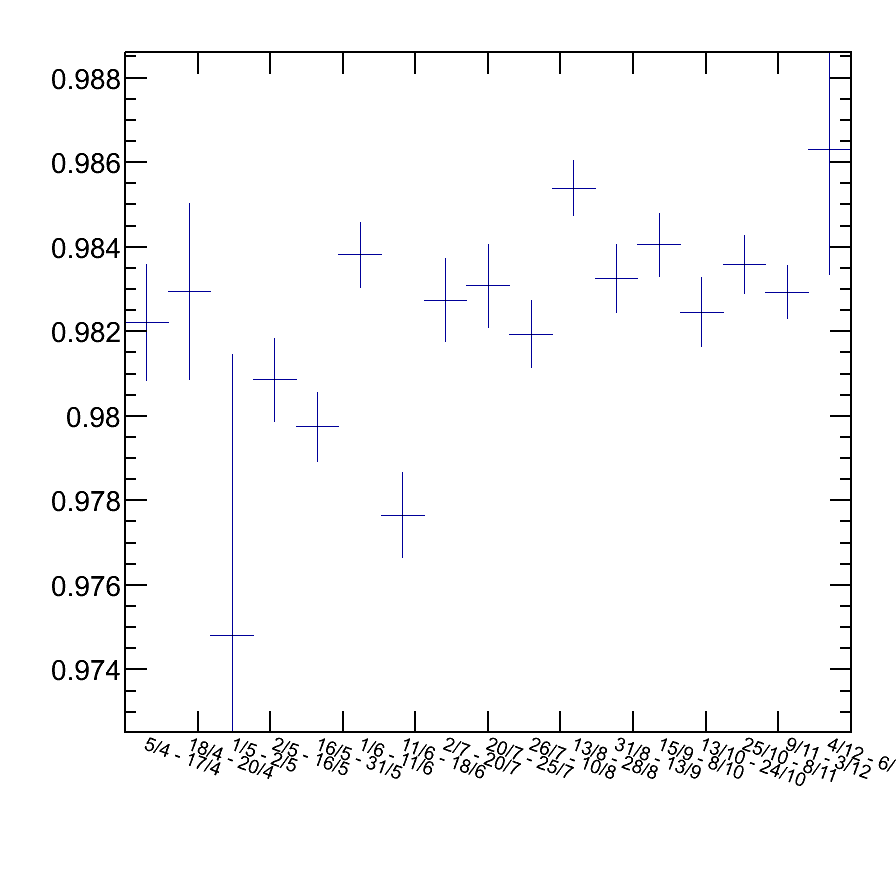 0.988
0.986
0.984
0.982
0.98
0.978
0.976
0.974
5/4 - 17/4
18/4 - 20/4
1/5 - 2/5
2/5 - 16/5
16/5 - 31/5
1/6 - 11/6
11/6 - 18/6
2/7 - 20/7
20/7 - 25/7
26/7 - 10/8
13/8 - 28/8
31/8 - 13/9
15/9 - 8/10
13/10 - 24/10
25/10 - 8/11
9/11 - 3/12
4/12 - 6/